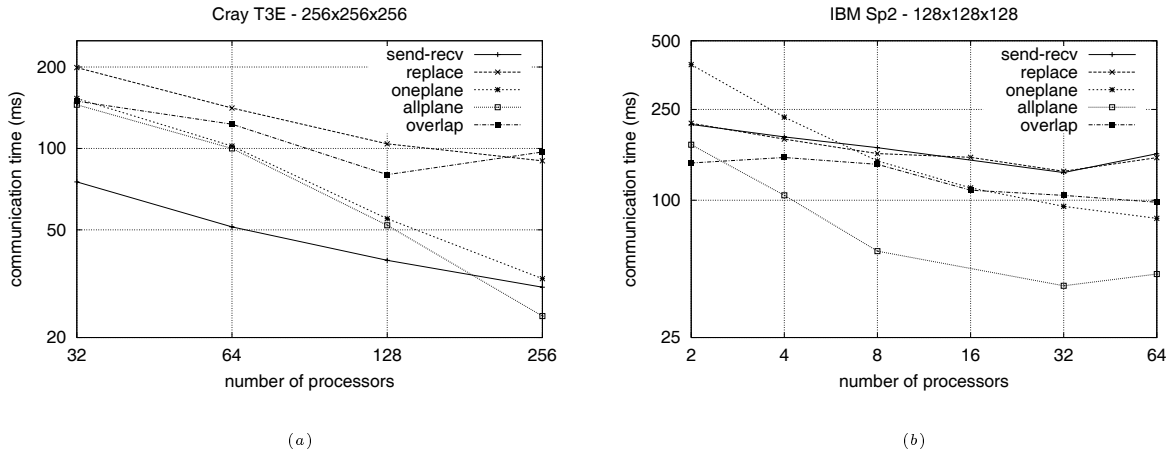 Cray T3E - 256x256x256
send-recv
replace
oneplane
allplane
overlap
communication time (ms)
200
100
50
20
32
64
128
256
number of processors
(a)
IBM Sp2 - 128x128x128
send-recv
replace
oneplane
allplane
overlap
communication time (ms)
500
250
100
25
2
4
8
16
32
64
number of processors
(b)